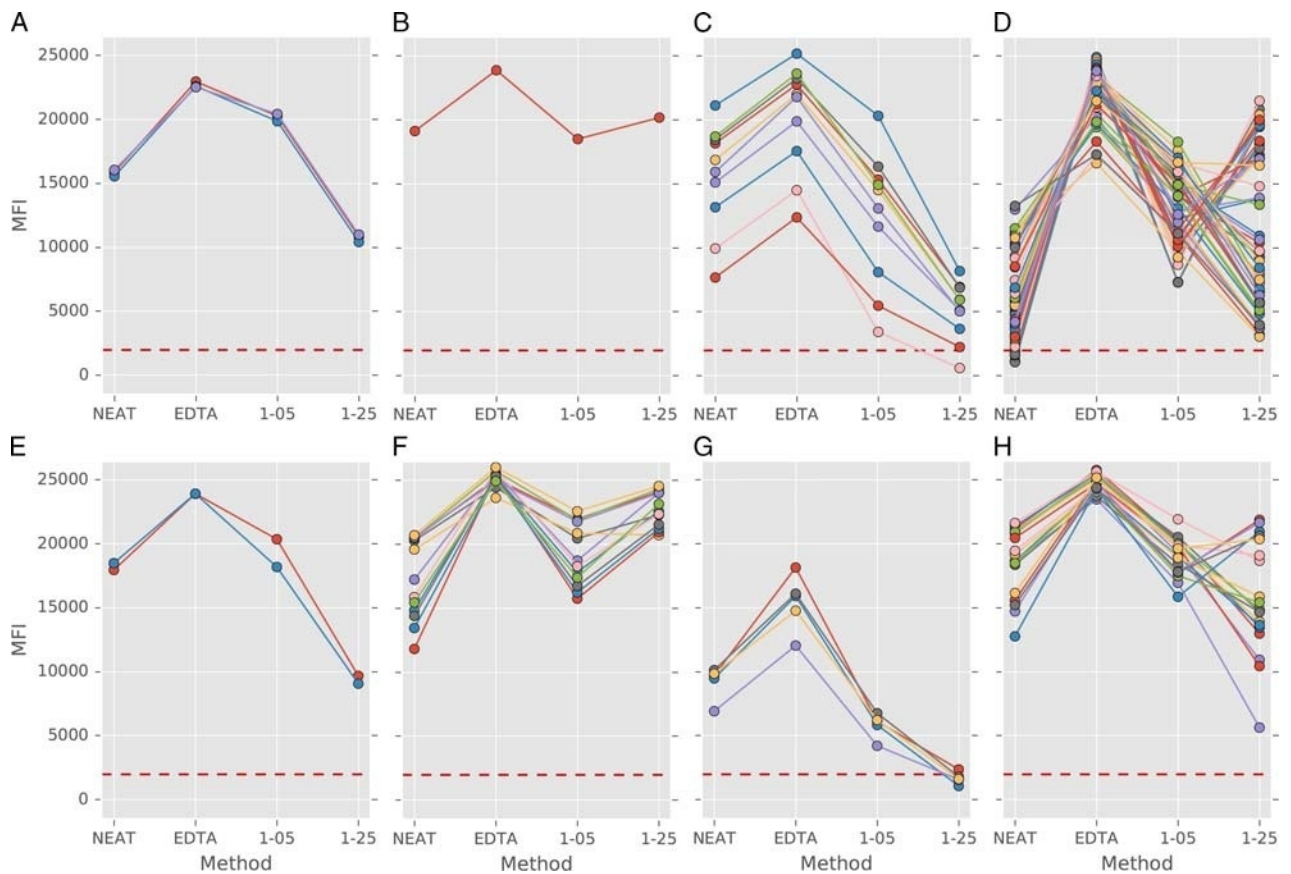 A B C D
25000
20000
15000
10000
5000
0
MFI
NEAT EDTA 1-05 1-25 NEAT EDTA 1-05 1-25 NEAT EDTA 1-05 1-25 NEAT EDTA 1-05 1-25
E F G H
25000
20000
15000
10000
5000
0
MFI
NEAT EDTA 1-05 1-25 NEAT EDTA 1-05 1-25 NEAT EDTA 1-05 1-25 NEAT EDTA 1-05 1-25
Method Method Method Method